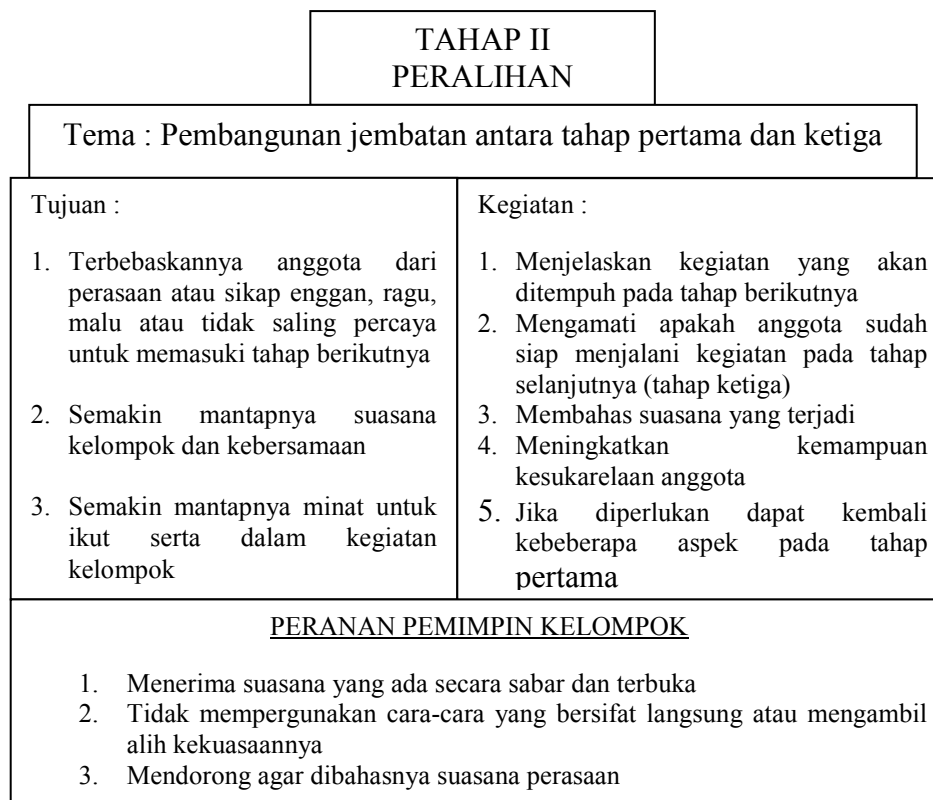 TAHAP II
PERALIHAN
Tema : Pembangunan jembatan antara tahap pertama dan ketiga
Tujuan :
1. Terbebaskannya anggota dari
perasaan atau sikap enggan, ragu,
malu atau tidak saling percaya
untuk memasuki tahap berikutnya
2. Semakin mantapnya suasana
kelompok dan kebersamaan
3. Semakin mantapnya minat untuk
ikut serta dalam kegiatan
kelompok
Kegiatan :
1. Menjelaskan kegiatan yang akan
ditempuh pada tahap berikutnya
2. Mengamati apakah anggota sudah
siap menjalani kegiatan pada tahap
selanjutnya (tahap ketiga)
3. Membahas suasana yang terjadi
4. Meningkatkan kemampuan
kesukarelaan anggota
5. Jika diperlukan dapat kembali
kebeberapa aspek pada tahap
pertama
PERANAN PEMIMPIN KELOMPOK
1. Menerima suasana yang ada secara sabar dan terbuka
2. Tidak mempergunakan cara-cara yang bersifat langsung atau mengambil
alih kekuasaannya
3. Mendorong agar dibahasnya suasana perasaan